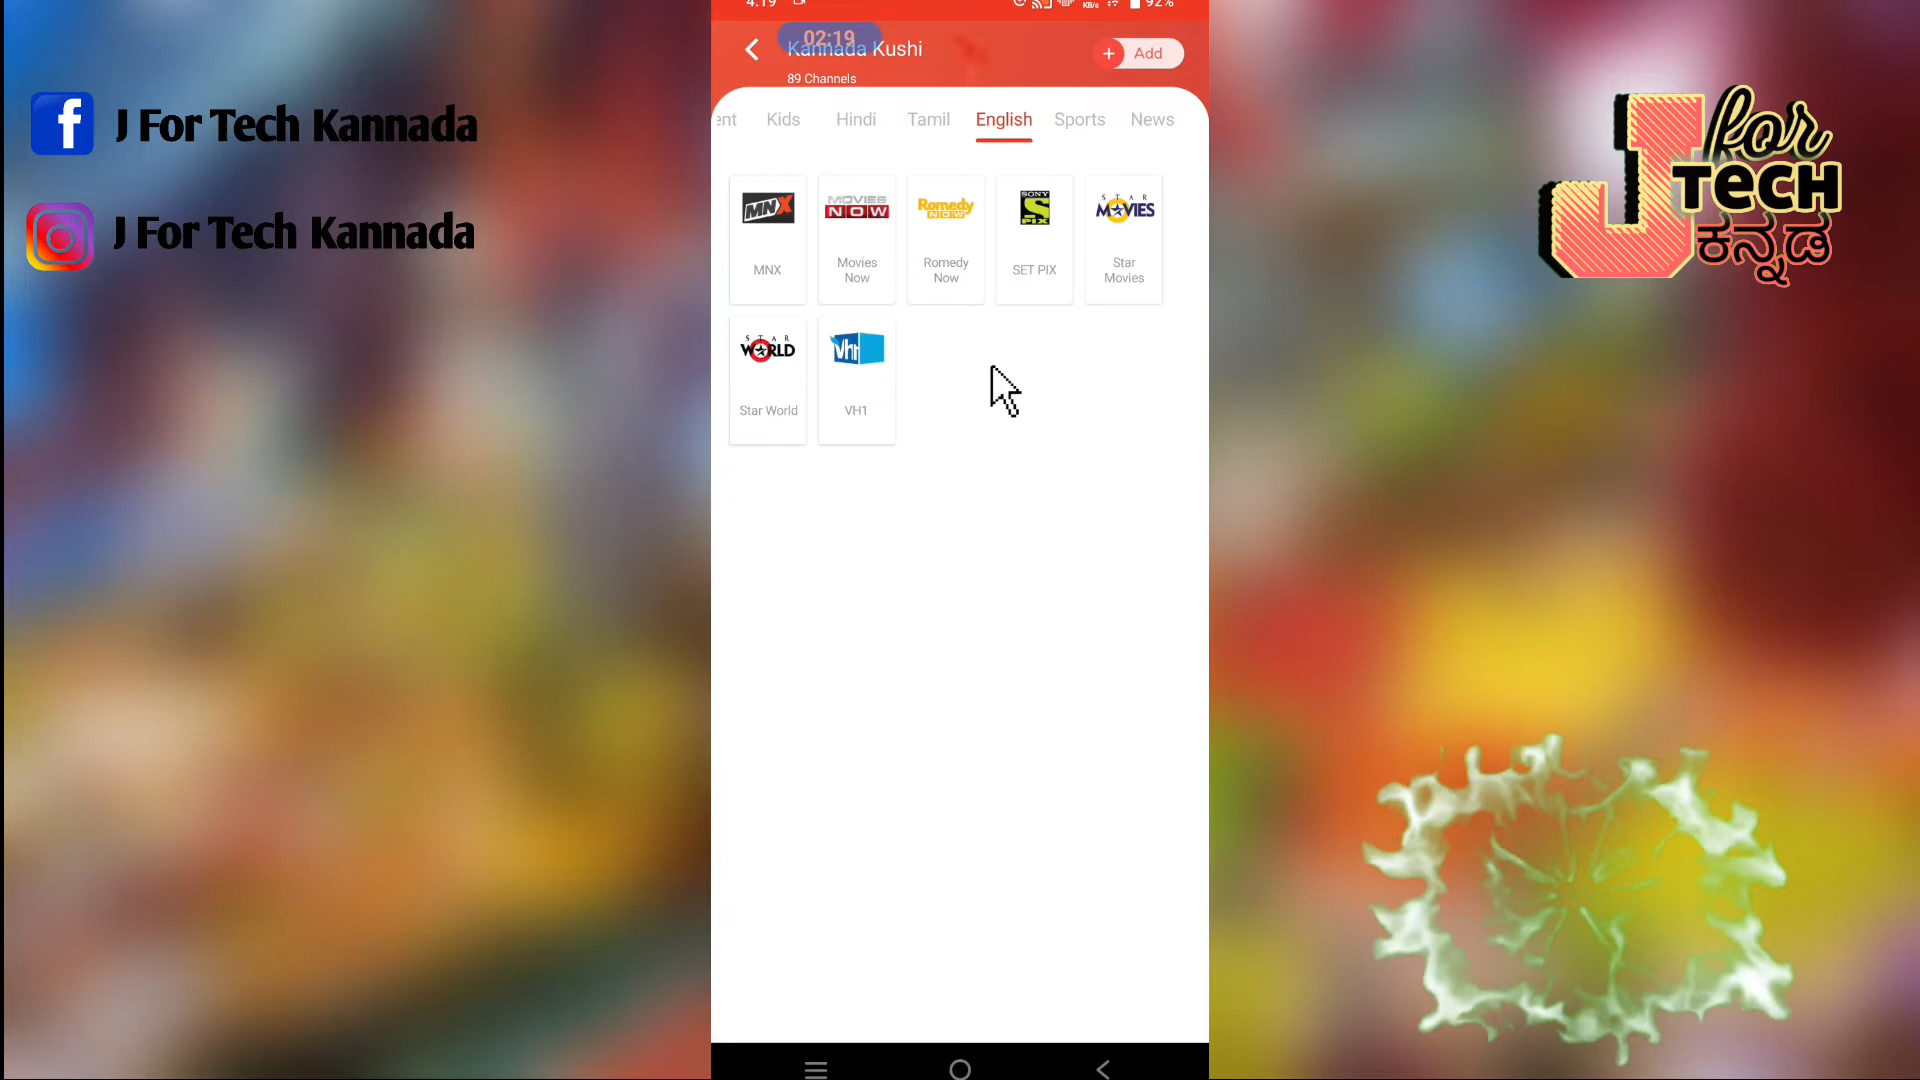 4:19
KB/s
92%
02:19
Kannada Kushi
89 Channels
+ Add
ent Kids Hindi Tamil English Sports News
MNX
MOVIES NOW
Romedy NOW
SONY S PIX
STAR MOVIES
MNX
Movies Now
Romedy Now
SET PIX
Star Movies
STAR WORLD
Vh1
Star World
VH1
f J For Tech Kannada
J For Tech Kannada
J for TECH ಕನ್ನಡ